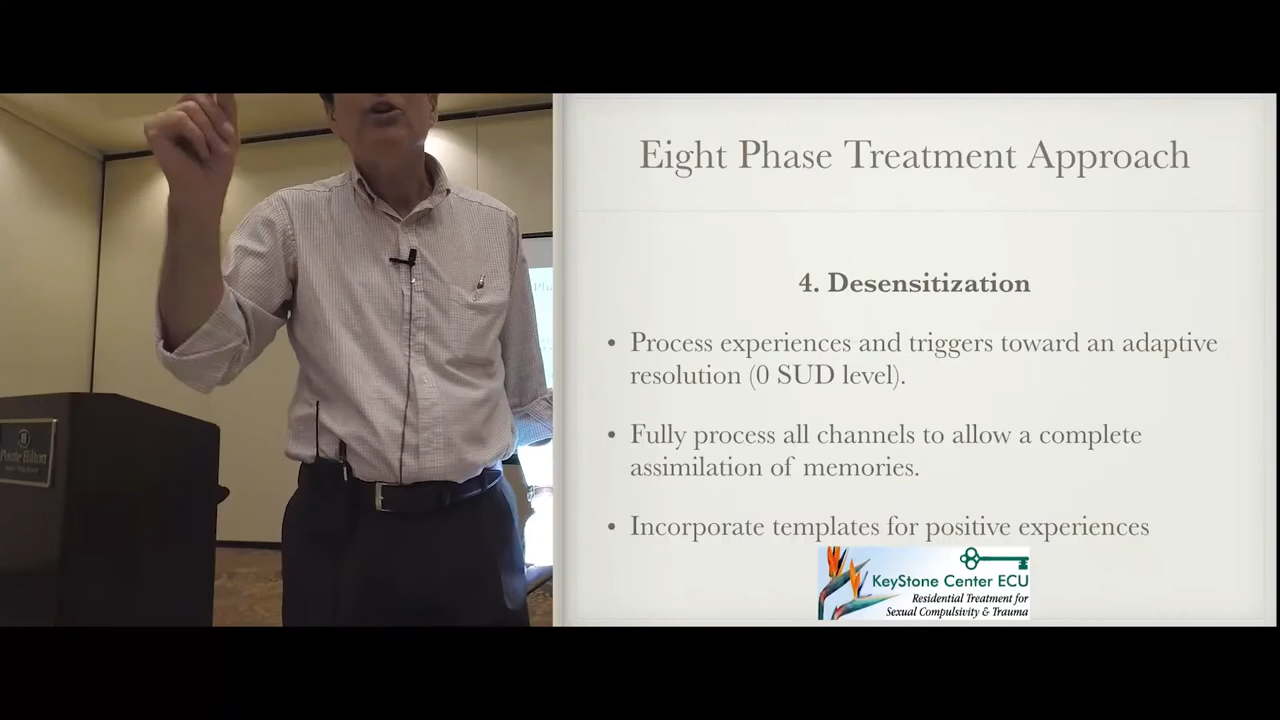 Eight Phase Treatment Approach
4. Desensitization
• Process experiences and triggers toward an adaptive
resolution (0 SUD level).
• Fully process all channels to allow a complete
assimilation of memories.
• Incorporate templates for positive experiences
KeyStone Center ECU
Residential Treatment for
Sexual Compulsivity & Trauma
Pointe Hilton